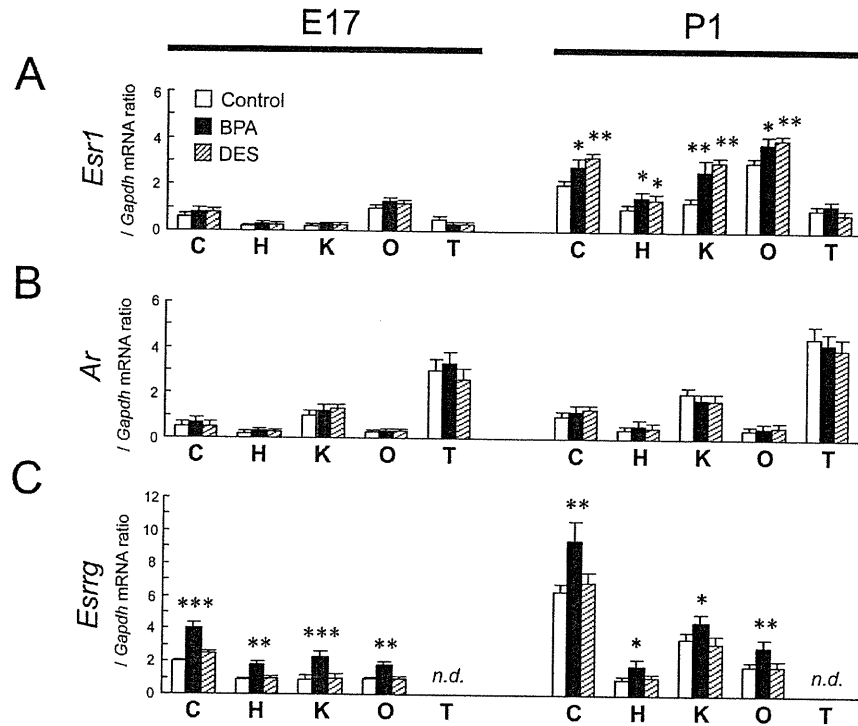 E17 P1
A
Esr1
/ Gapdh mRNA ratio
6
4
2
0
Control
BPA
DES
* ** * * ** ** * **
C H K O T C H K O T
B
Ar
/ Gapdh mRNA ratio
6
4
2
0
C H K O T C H K O T
C
Esrrg
/ Gapdh mRNA ratio
12
10
8
6
4
2
0
*** ** *** ** n.d. ** * * ** n.d.
C H K O T C H K O T